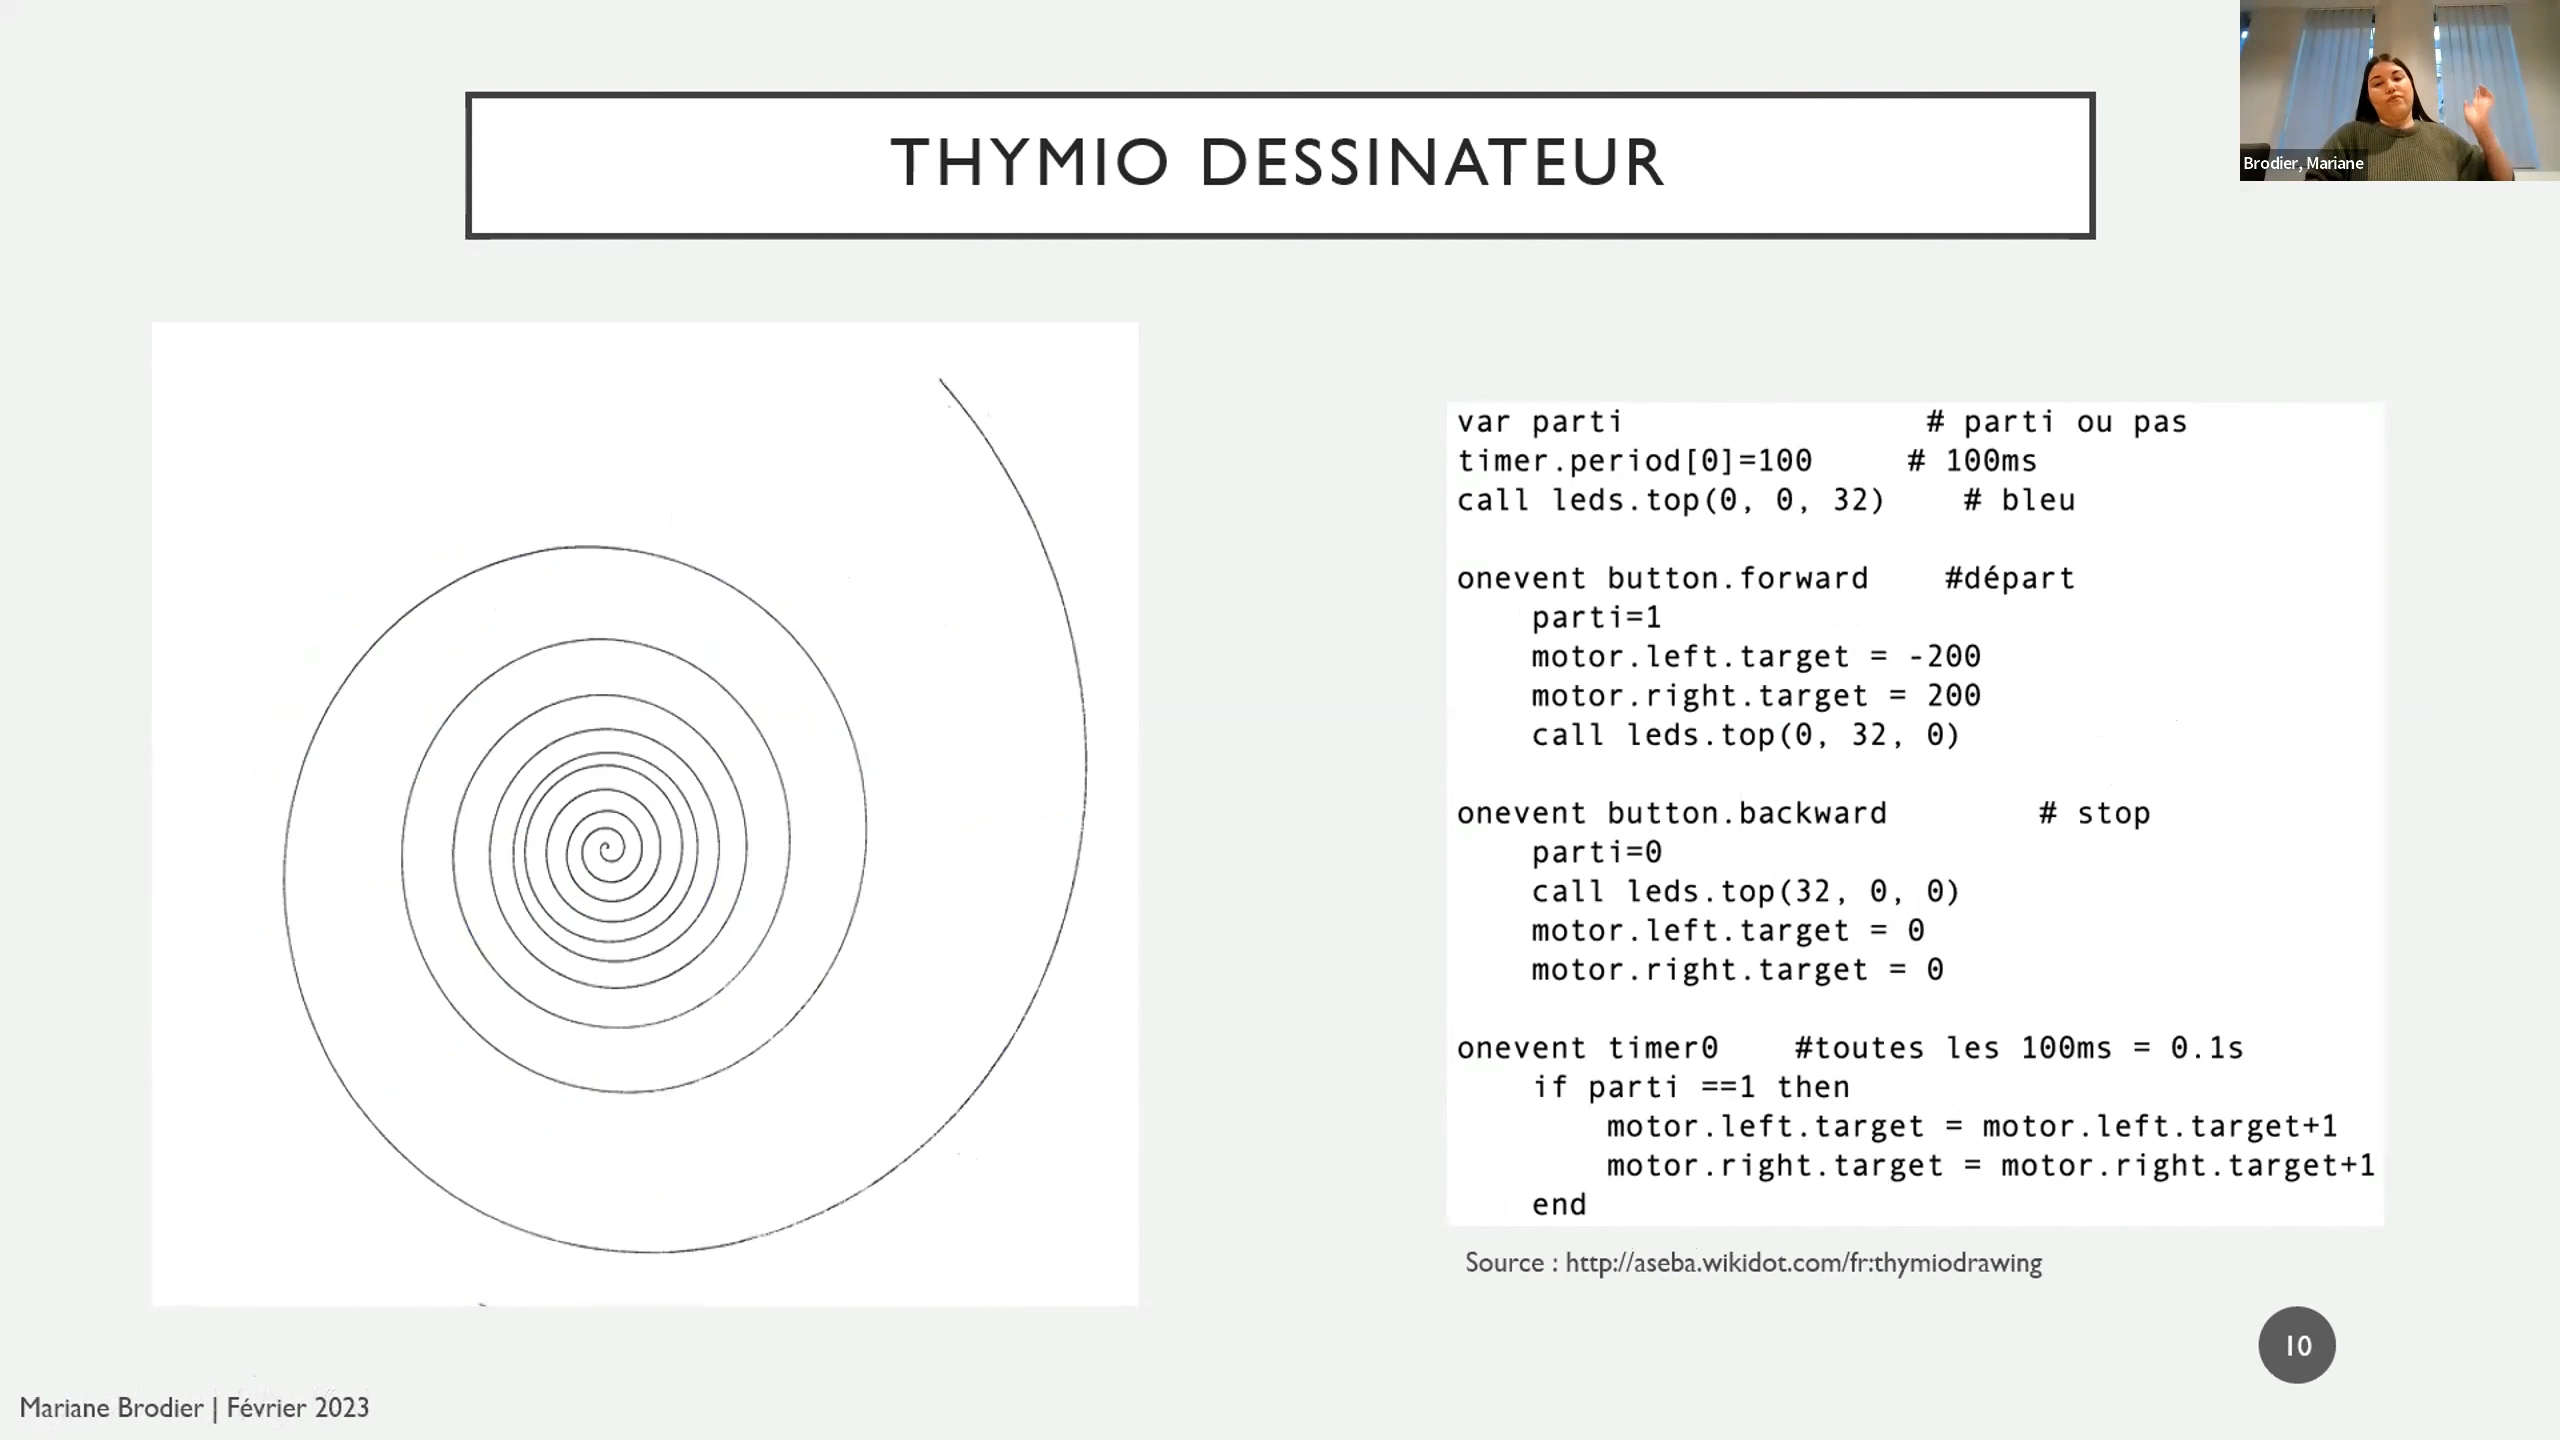 THYMIO DESSINATEUR
Brodier, Mariane
var parti # parti ou pas
timer.period[0]=100 # 100ms
call leds.top(0, 0, 32) # bleu
onevent button.forward #départ
parti=1
motor.left.target = -200
motor.right.target = 200
call leds.top(0, 32, 0)
onevent button.backward # stop
parti=0
call leds.top(32, 0, 0)
motor.left.target = 0
motor.right.target = 0
onevent timer0 #toutes les 100ms = 0.1s
if parti ==1 then
motor.left.target = motor.left.target+1
motor.right.target = motor.right.target+1
end
Source : http://aseba.wikidot.com/fr:thymiodrawing
10
Mariane Brodier | Février 2023